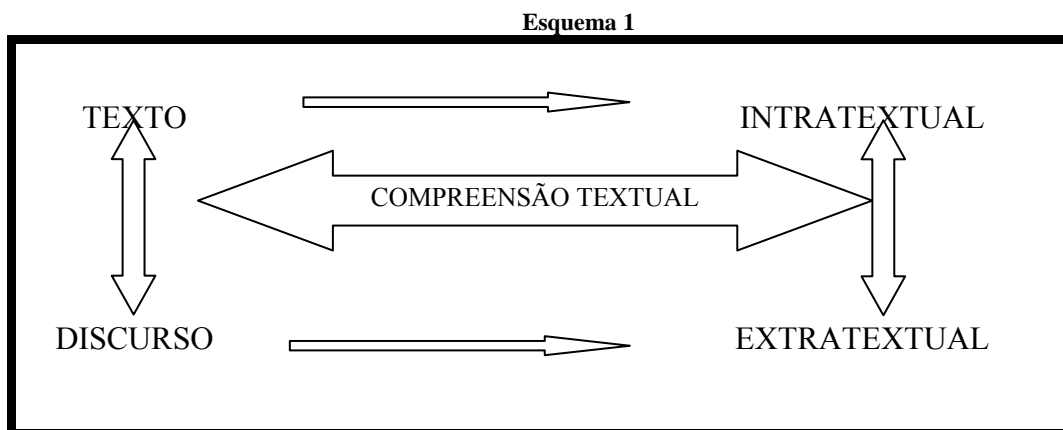 Esquema 1
TEXTO INTRATEXTUAL
COMPREENSÃO TEXTUAL
DISCURSO EXTRATEXTUAL